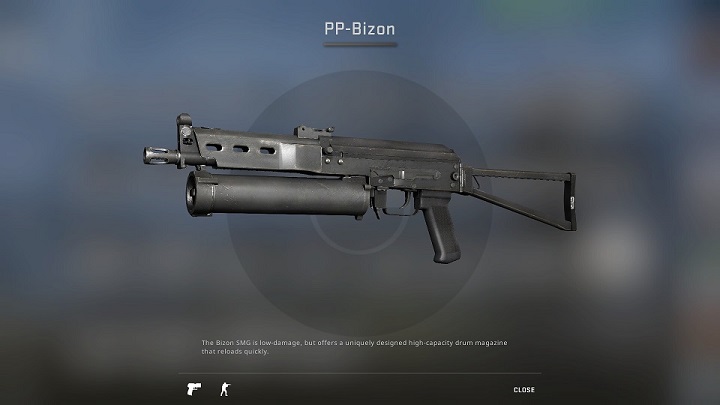 PP-Bizon
The Bizon SMG is low-damage, but offers a uniquely designed high-capacity drum magazine
that reloads quickly.
CLOSE